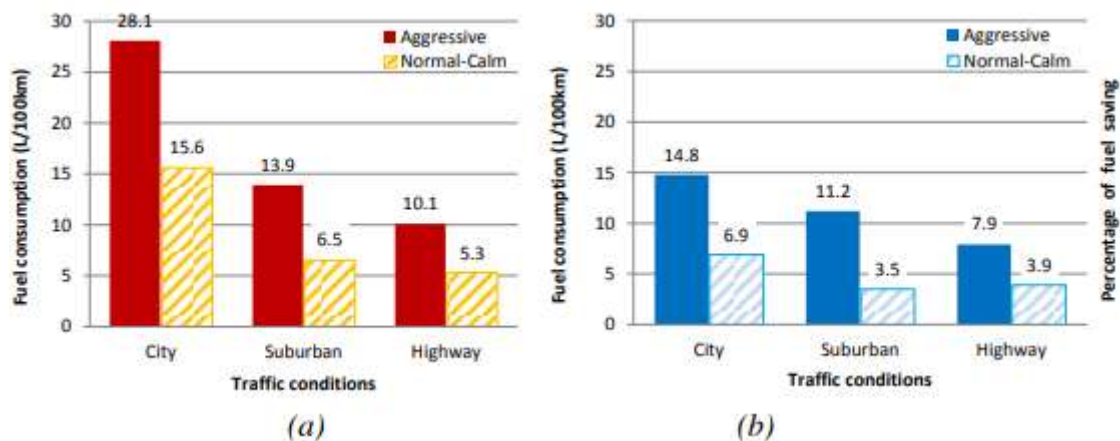 30
25
20
15
10
5
0
Fuel consumption (L/100km)
28.1
15.6
13.9
6.5
10.1
5.3
Aggressive
Normal-Calm
City Suburban Highway
Traffic conditions
(a)
30
25
20
15
10
5
0
Fuel consumption (L/100km)
14.8
6.9
11.2
3.5
7.9
3.9
Aggressive
Normal-Calm
City Suburban Highway
Traffic conditions
(b)
Percentage of fuel saving